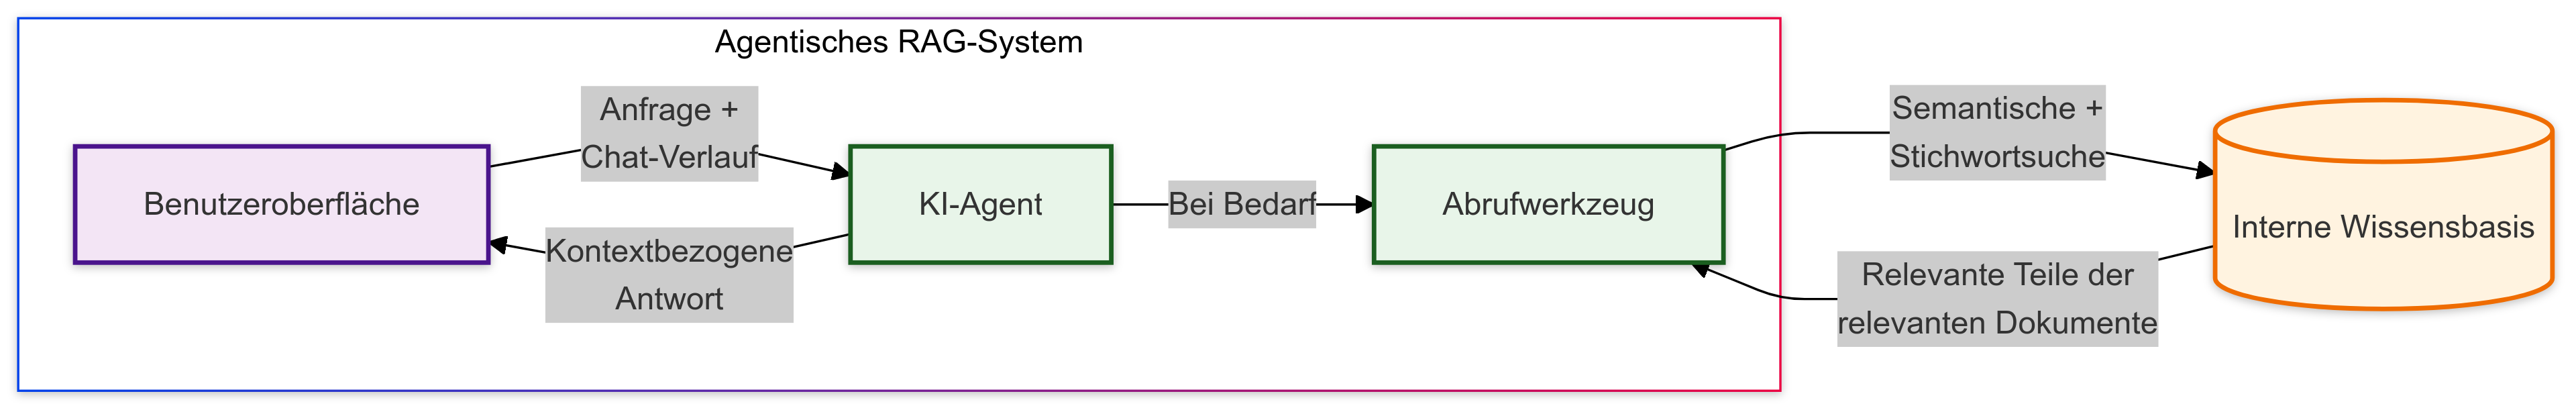 Agentisches RAG-System
Anfrage +
Chat-Verlauf
Semantische +
Stichwortsuche
Benutzeroberfläche
KI-Agent
Bei Bedarf
Abrufwerkzeug
Interne Wissensbasis
Kontextbezogene
Antwort
Relevante Teile der
relevanten Dokumente